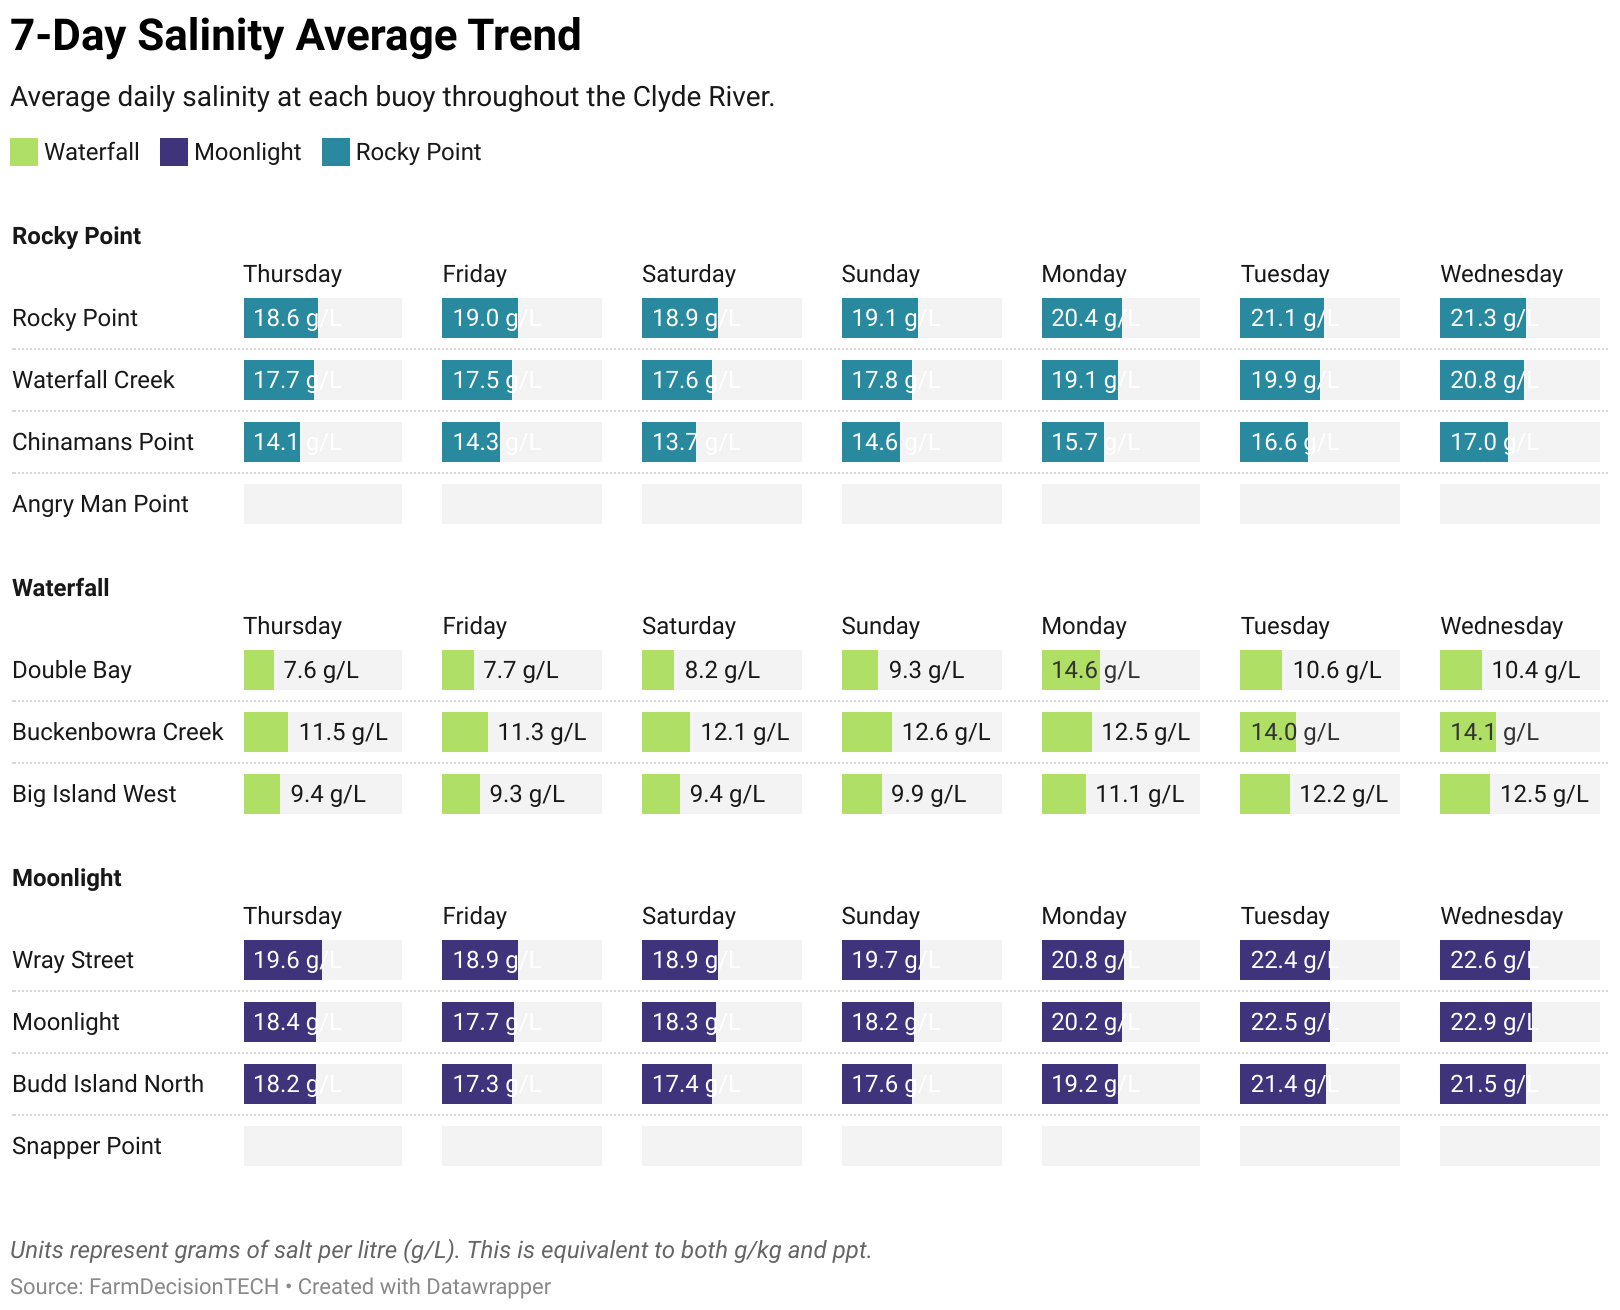 7-Day Salinity Average Trend
Average daily salinity at each buoy throughout the Clyde River.
Waterfall Moonlight Rocky Point
Rocky Point
Thursday Friday Saturday Sunday Monday Tuesday Wednesday
Rocky Point 18.6 g/L 19.0 g/L 18.9 g/L 19.1 g/L 20.4 g/L 21.1 g/L 21.3 g/L
Waterfall Creek 17.7 g/L 17.5 g/L 17.6 g/L 17.8 g/L 19.1 g/L 19.9 g/L 20.8 g/L
Chinamans Point 14.1 g/L 14.3 g/L 13.7 g/L 14.6 g/L 15.7 g/L 16.6 g/L 17.0 g/L
Angry Man Point
Waterfall
Thursday Friday Saturday Sunday Monday Tuesday Wednesday
Double Bay 7.6 g/L 7.7 g/L 8.2 g/L 9.3 g/L 14.6 g/L 10.6 g/L 10.4 g/L
Buckenbowra Creek 11.5 g/L 11.3 g/L 12.1 g/L 12.6 g/L 12.5 g/L 14.0 g/L 14.1 g/L
Big Island West 9.4 g/L 9.3 g/L 9.4 g/L 9.9 g/L 11.1 g/L 12.2 g/L 12.5 g/L
Moonlight
Thursday Friday Saturday Sunday Monday Tuesday Wednesday
Wray Street 19.6 g/L 18.9 g/L 18.9 g/L 19.7 g/L 20.8 g/L 22.4 g/L 22.6 g/L
Moonlight 18.4 g/L 17.7 g/L 18.3 g/L 18.2 g/L 20.2 g/L 22.5 g/L 22.9 g/L
Budd Island North 18.2 g/L 17.3 g/L 17.4 g/L 17.6 g/L 19.2 g/L 21.4 g/L 21.5 g/L
Snapper Point
Units represent grams of salt per litre (g/L). This is equivalent to both g/kg and ppt.
Source: FarmDecisionTECH • Created with Datawrapper